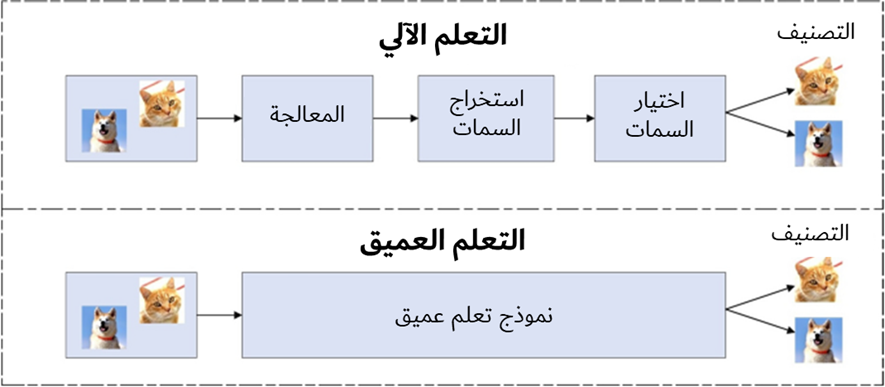 التعلم الآلي
التصنيف
المعالجة
استخراج
السمات
اختيار
السمات
التعلم العميق
التصنيف
نموذج تعلم عميق